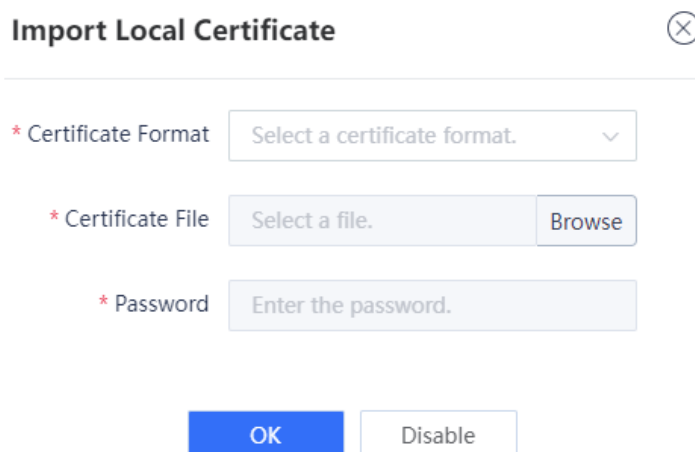 Import Local Certificate
* Certificate Format Select a certificate format.
* Certificate File Select a file. Browse
* Password Enter the password.
OK Disable